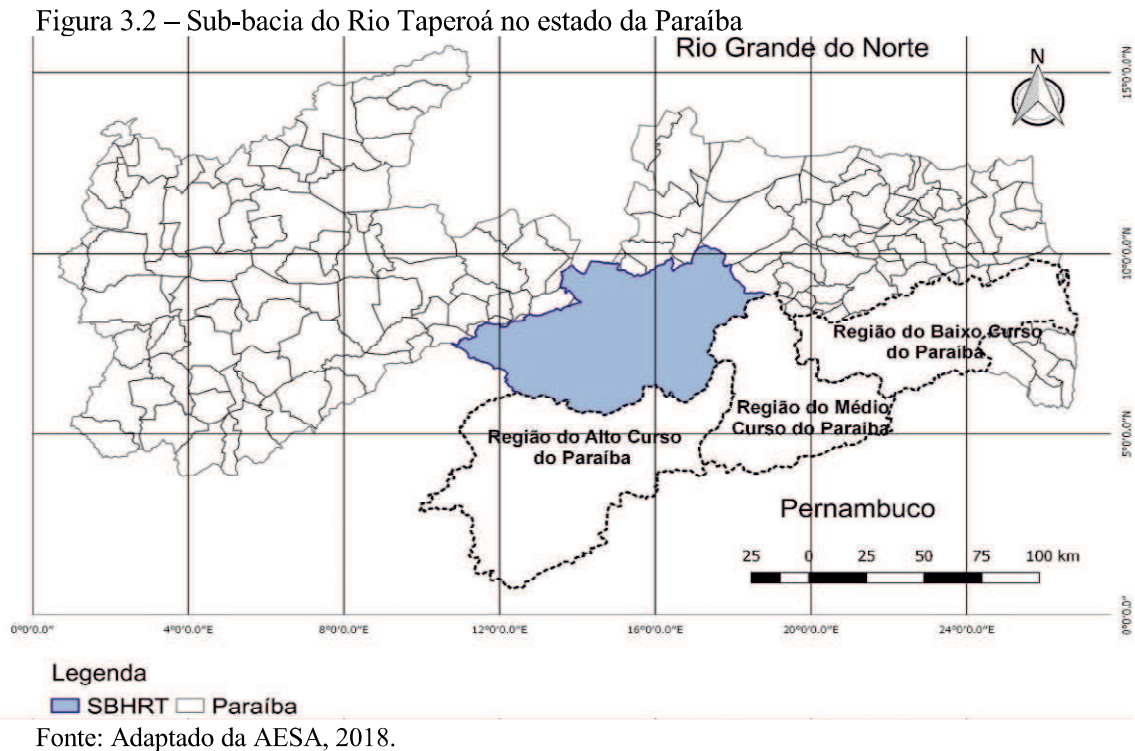 Figura 3.2 – Sub-bacia do Rio Taperoá no estado da Paraíba
Rio Grande do Norte
N
15°0'0.0"N
10°0'0.0"N
Região do Baixo Curso
do Paraíba
Região do Médio
Curso do Paraíba
Região do Alto Curso
do Paraíba
5°0'0.0"N
Pernambuco
25 0 25 50 75 100 km
0°0'0.0"
0°0'0.0" 4°0'0.0"E 8°0'0.0"E 12°0'0.0"E 16°0'0.0"E 20°0'0.0"E 24°0'0.0"E
Legenda
SBHRT Paraíba
Fonte: Adaptado da AESA, 2018.